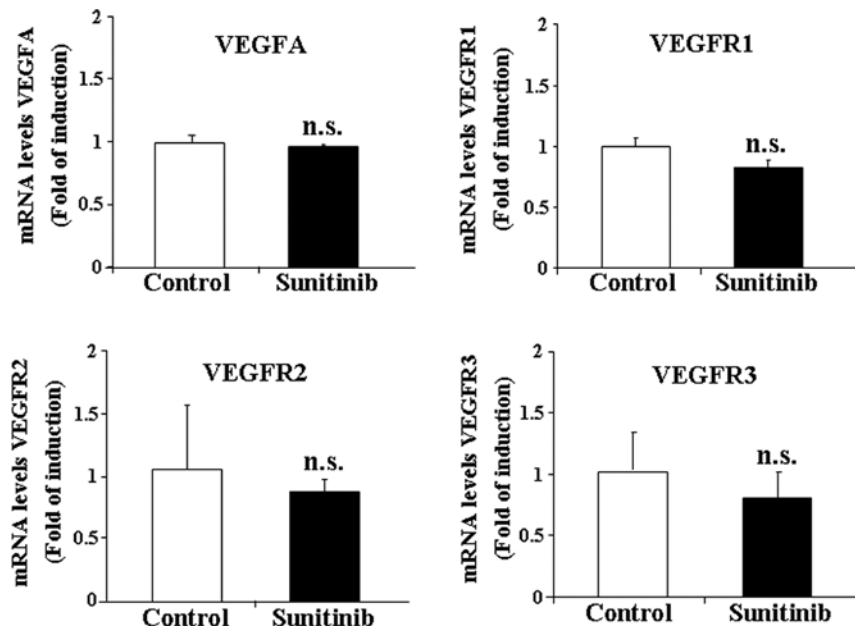 mRNA levels VEGFA
(Fold of induction)
2
1.5
1
0.5
0
VEGFA
n.s.
Control
Sunitinib
mRNA levels VEGFR1
(Fold of induction)
2
1.5
1
0.5
0
VEGFR1
n.s.
Control
Sunitinib
mRNA levels VEGFR2
(Fold of induction)
2
1.5
1
0.5
0
VEGFR2
n.s.
Control
Sunitinib
mRNA levels VEGFR3
(Fold of induction)
2
1.5
1
0.5
0
VEGFR3
n.s.
Control
Sunitinib